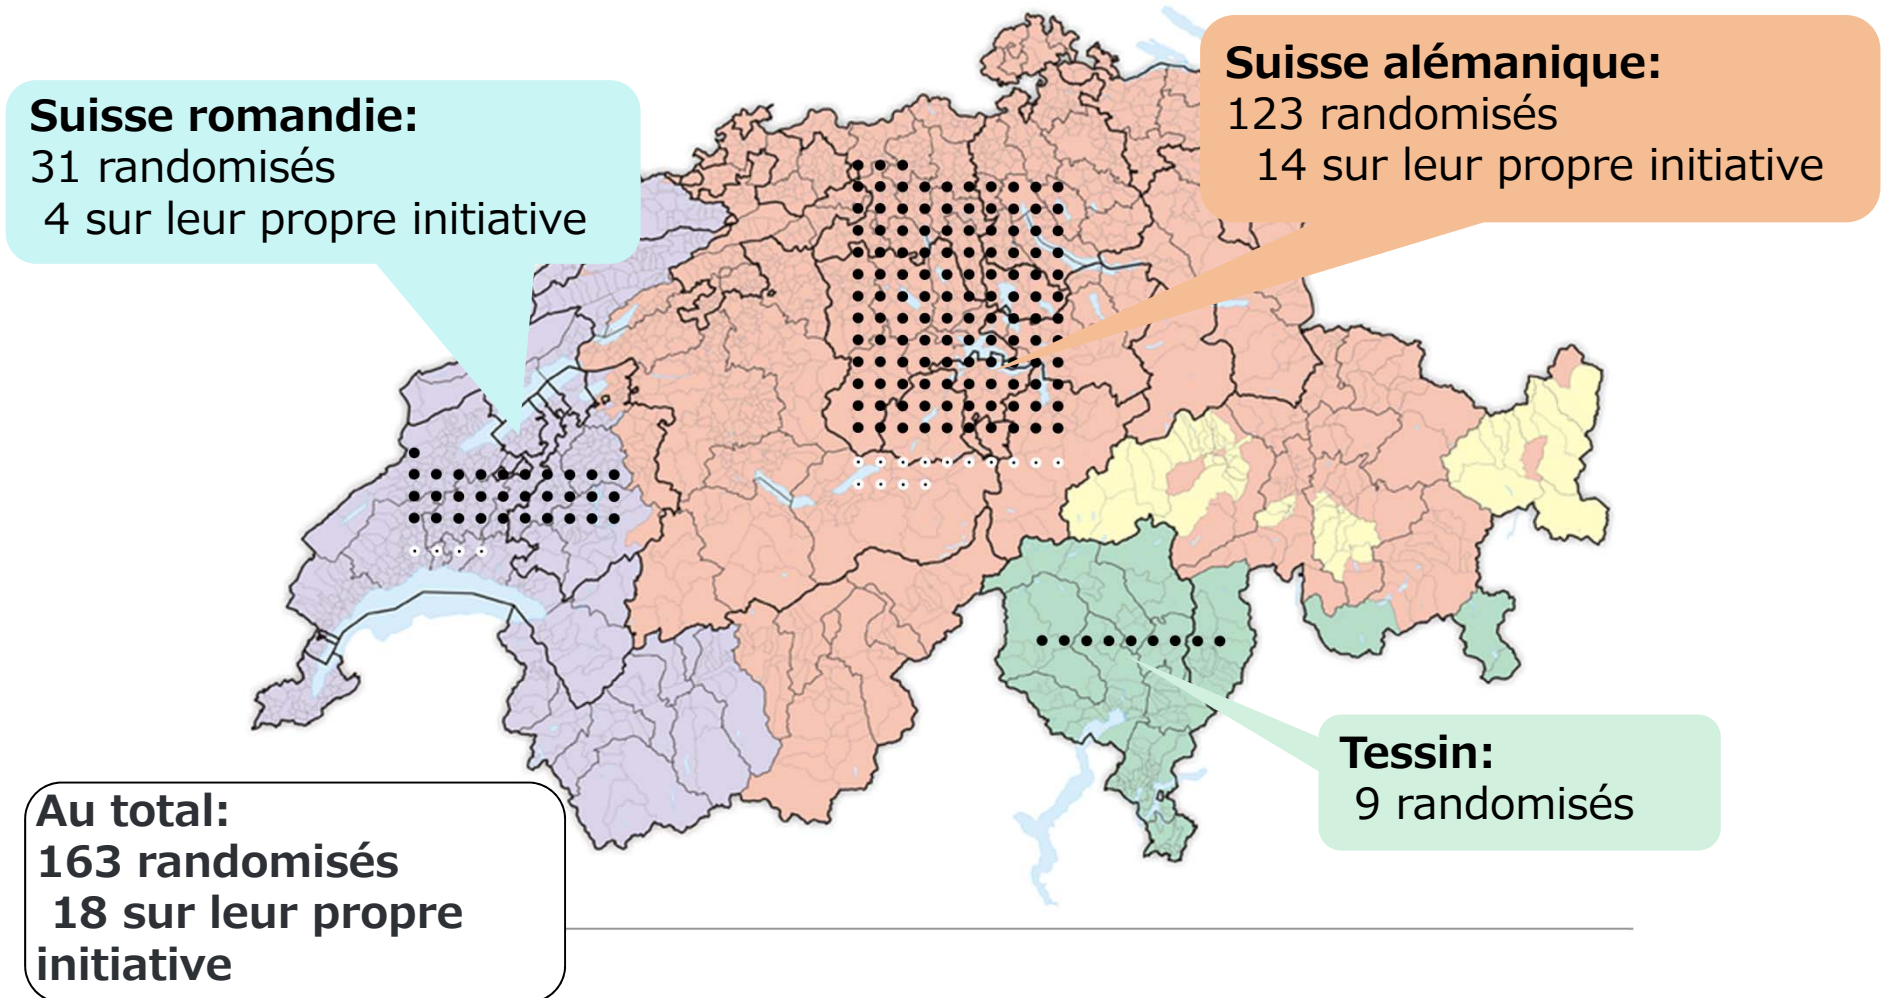 Suisse romandie:
31 randomisés
4 sur leur propre initiative
Suisse alémanique:
123 randomisés
14 sur leur propre initiative
Tessin:
9 randomisés
Au total:
163 randomisés
18 sur leur propre
initiative